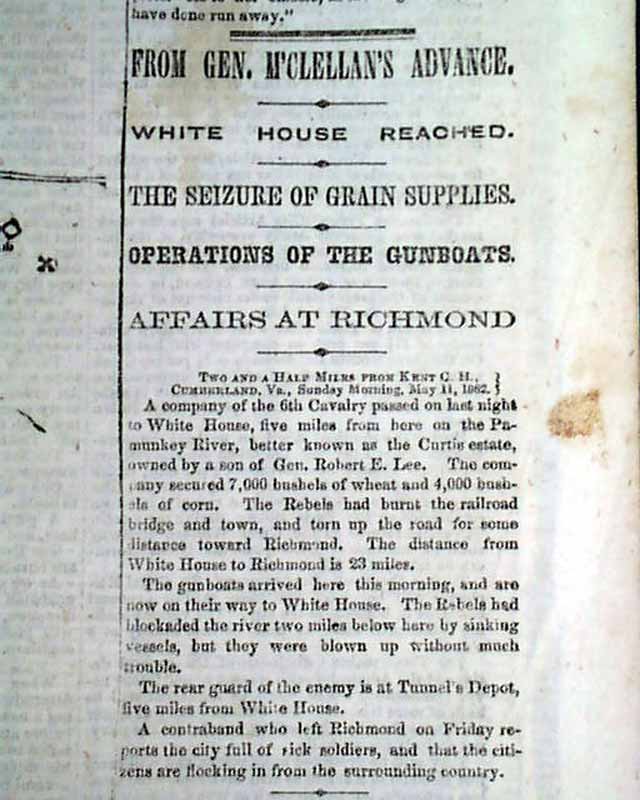 have done run away."
FROM GEN. M'CLELLAN'S ADVANCE.
WHITE HOUSE REACHED.
THE SEIZURE OF GRAIN SUPPLIES.
OPERATIONS OF THE GUNBOATS.
AFFAIRS AT RICHMOND
TWO AND A HALF MILES FROM KENT C. H.,
CUMBERLAND, Va., Sunday Morning, May 11, 1862.
A company of the 6th Cavalry passed on last night
to White House, five miles from here on the Pa-
munkey River, better known as the Curtis estate,
owned by a son of Gen. Robert E. Lee. The com-
pany secured 7,000 bushels of wheat and 4,000 bush-
els of corn. The Rebels had burnt the railroad
bridge and town, and torn up the road for some
distance toward Richmond. The distance from
White House to Richmond is 23 miles.
The gunboats arrived here this morning, and are
now on their way to White House. The Rebels had
blockaded the river two miles below here by sinking
vessels, but they were blown up without much
trouble.
The rear guard of the enemy is at Tunnel's Depot,
five miles from White House.
A contraband who left Richmond on Friday re-
ports the city full of sick soldiers, and that the citi-
zens are flocking in from the surrounding country.